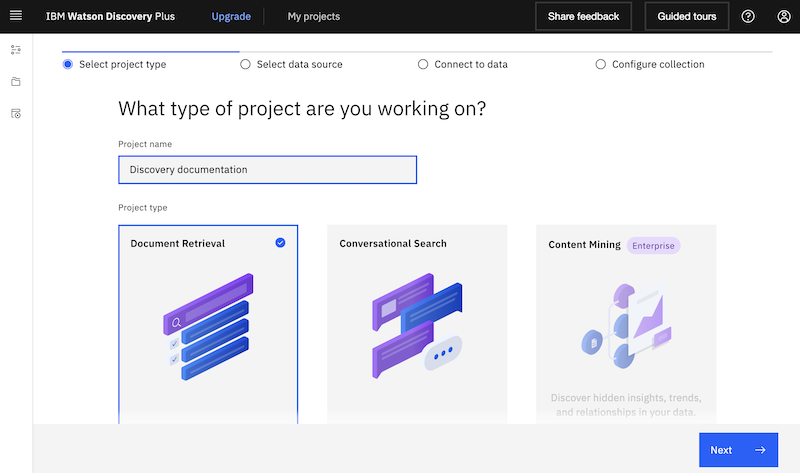 IBM Watson Discovery Plus Upgrade My projects Share feedback Guided tours
Select project type Select data source Connect to data Configure collection
What type of project are you working on?
Project name
Discovery documentation
Project type
Document Retrieval
Conversational Search
Content Mining Enterprise
Discover hidden insights, trends,
and relationships in your data.
Next